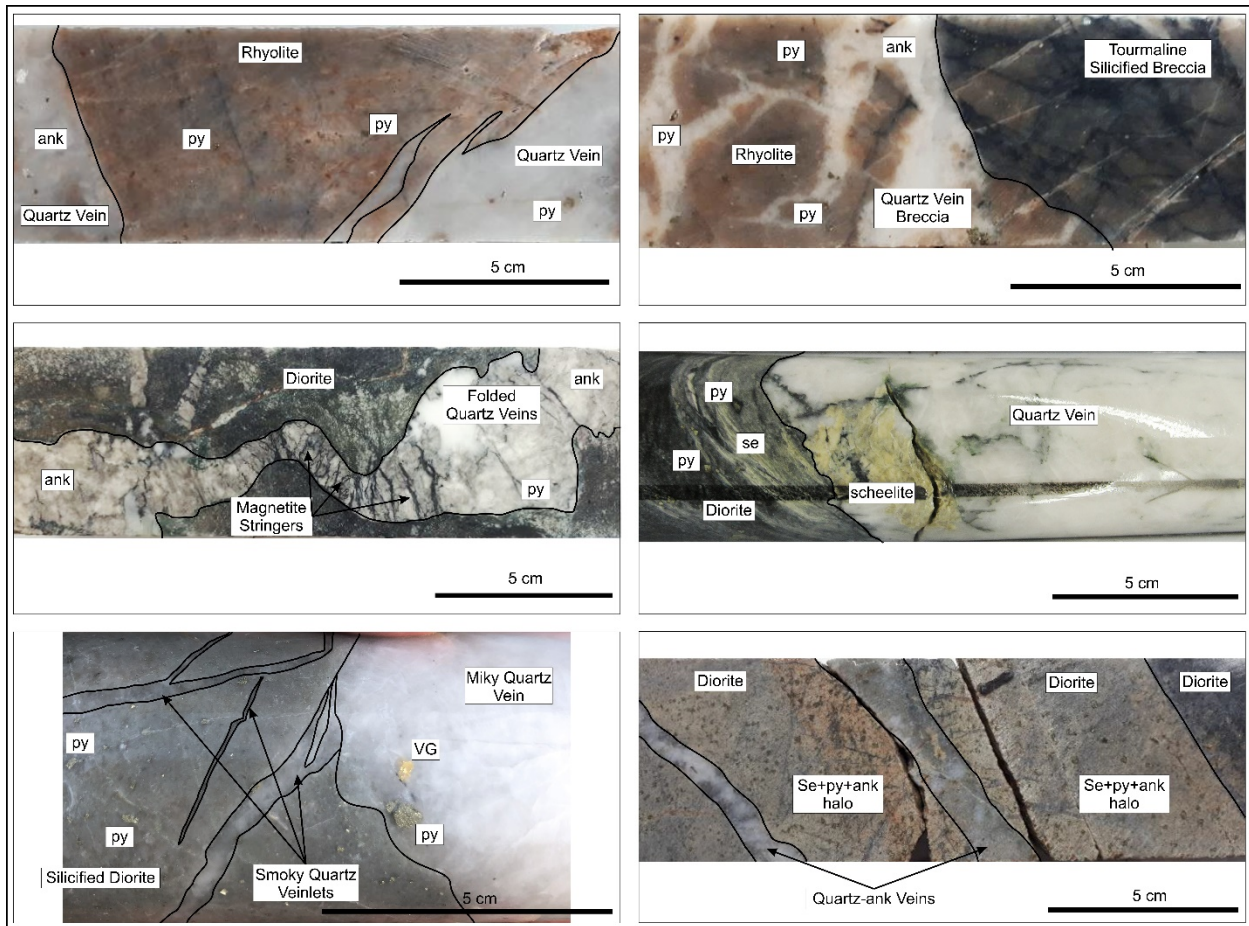 Rhyolite
ank
py
py
Quartz Vein
Quartz Vein
py
5 cm
py
ank
Tourmaline
Silicified Breccia
py
Rhyolite
py
Quartz Vein
Breccia
5 cm
Diorite
ank
Folded
Quartz Veins
ank
py
Magnetite
Stringers
5 cm
py
Quartz Vein
se
py
scheelite
Diorite
5 cm
Miky Quartz
Vein
py
VG
py
py
Silicified Diorite
Smoky Quartz
Veinlets
5 cm
Diorite
Diorite
Diorite
Se+py+ank
halo
Se+py+ank
halo
Quartz-ank Veins
5 cm